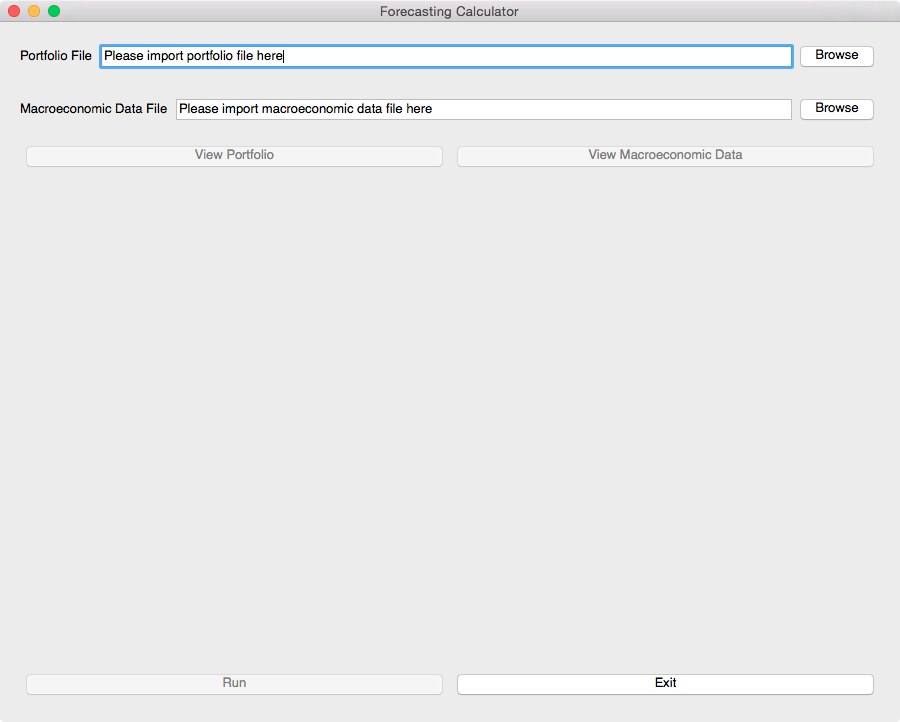 Forecasting Calculator
Portfolio File Please import portfolio file here Browse
Macroeconomic Data File Please import macroeconomic data file here Browse
View Portfolio View Macroeconomic Data
Run Exit